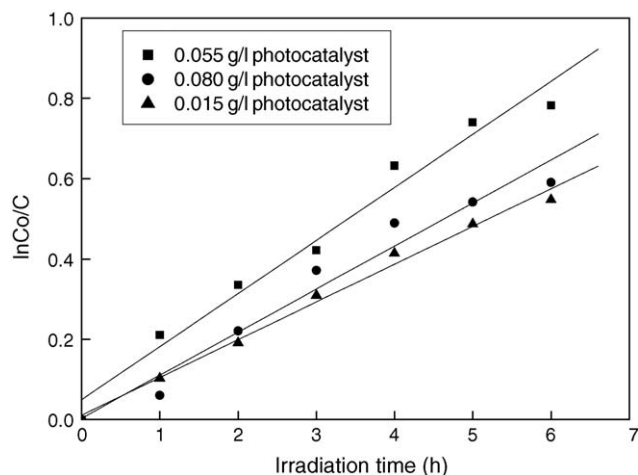 1.0
0.8
0.6
0.4
0.2
0.0
lnCo/C
0.055 g/l photocatalyst
0.080 g/l photocatalyst
0.015 g/l photocatalyst
0 1 2 3 4 5 6 7
Irradiation time (h)